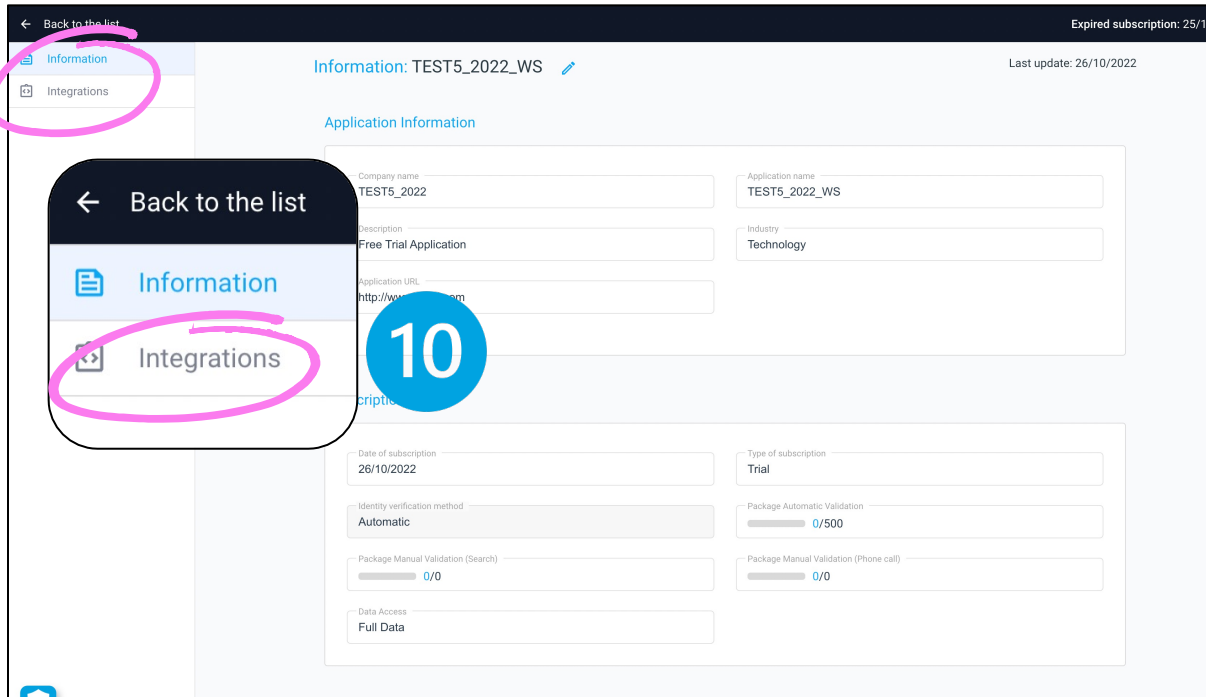 Back to the list
Expired subscription: 25/1
Information
Integrations
Information: TEST5_2022_WS
Last update: 26/10/2022
Application Information
Company name
TEST5_2022
Application name
TEST5_2022_WS
Description
Free Trial Application
Industry
Technology
Application URL
http://ww
m
Back to the list
Information
Integrations
10
Date of subscription
26/10/2022
Type of subscription
Trial
Identity verification method
Automatic
Package Automatic Validation
0/500
Package Manual Validation (Search)
0/0
Package Manual Validation (Phone call)
0/0
Data Access
Full Data